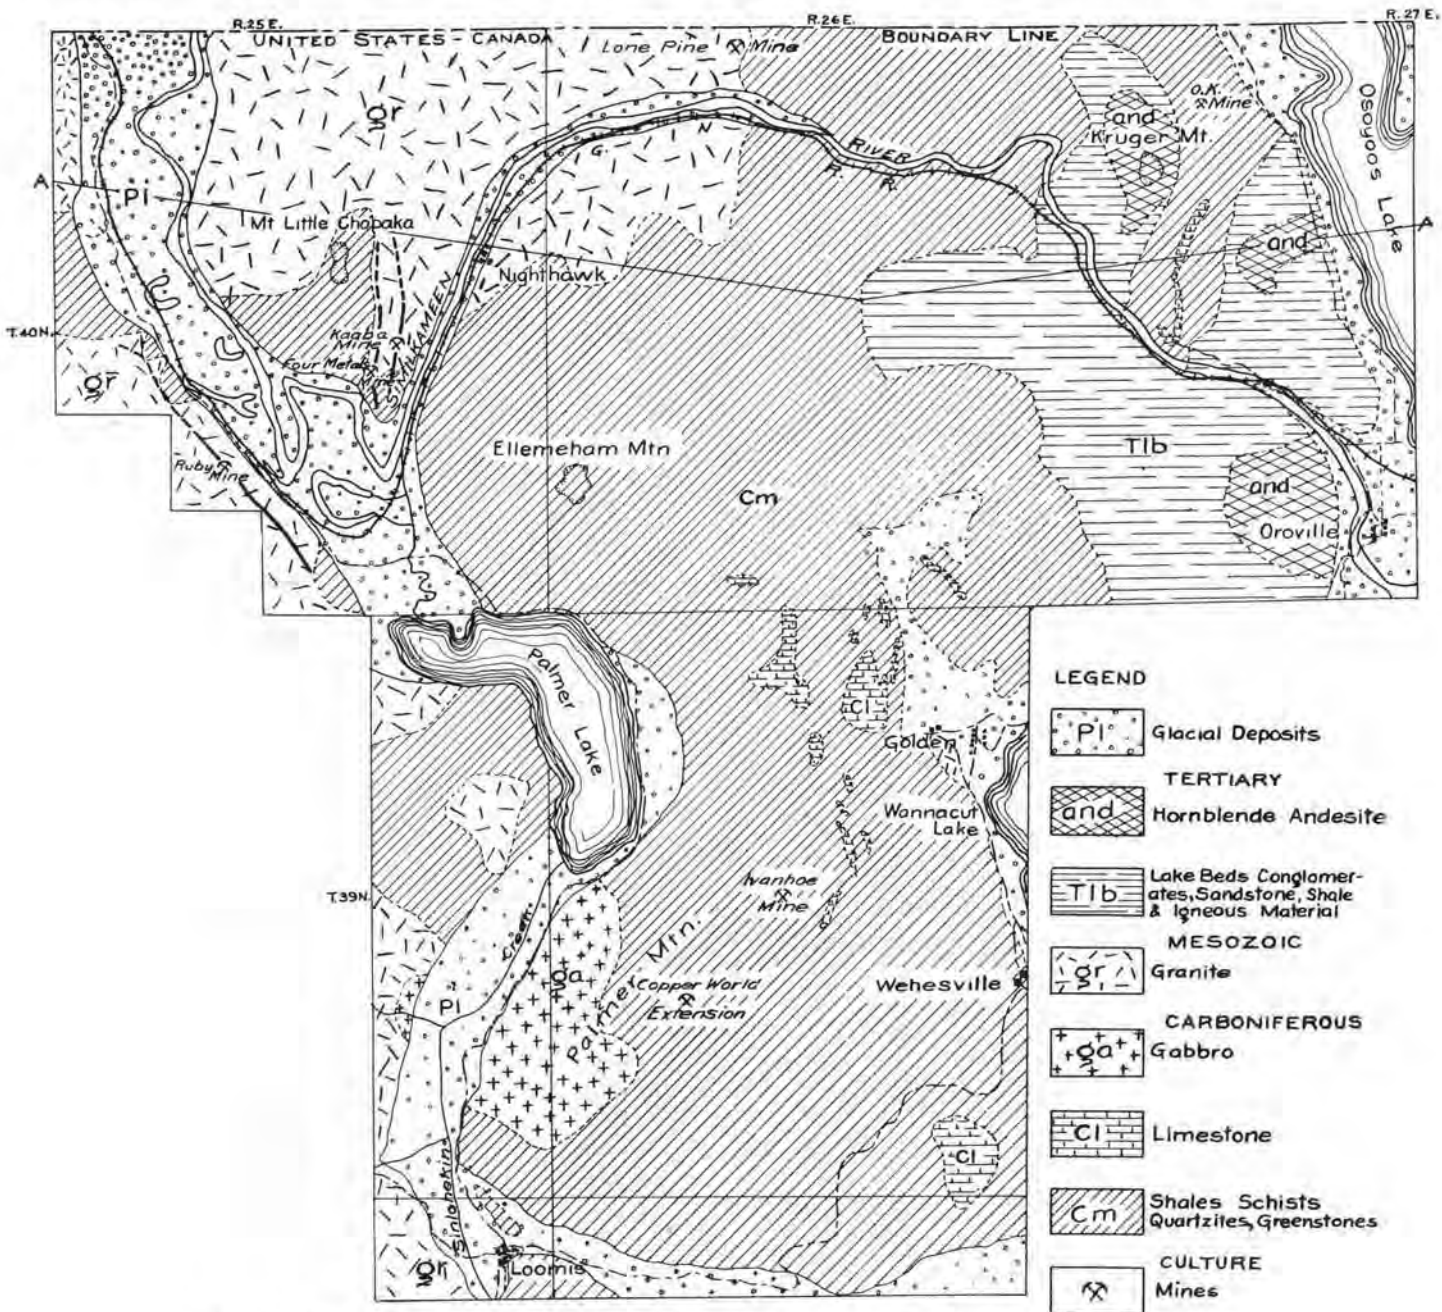 R.25 E.
R.26 E.
R. 27 E.
UNITED STATES - CANADA
BOUNDARY LINE
Lone Pine Mine
O.K.
Mine
gr
and
Kruger Mt.
Osoyoos Lake
G. N. R. R.
RIVER
A
Pl
A
Mt Little Chopaka
and
Nighthawk
SIMILKAMEEN
T.40N.
Kaaba
Mine
Four Metals
Mine
gr
Ellemeham Mtn
Tlb
Ruby
Mine
Cm
and
Oroville
Palmer Lake
Cl
Golden
Wannacut
Lake
T.39N.
Ivanhoe
Mine
Creek
Palmer Mtn.
ga
Copper World
Extension
Wehesville
Pl
Cl
Sinlahekin
gr
Loomis
LEGEND
Pl Glacial Deposits
TERTIARY
and Hornblende Andesite
Tlb Lake Beds Conglomer-
ates, Sandstone, Shale
& Igneous Material
MESOZOIC
gr Granite
CARBONIFEROUS
ga Gabbro
Cl Limestone
Cm Shales Schists
Quartzites, Greenstones
CULTURE
Mines